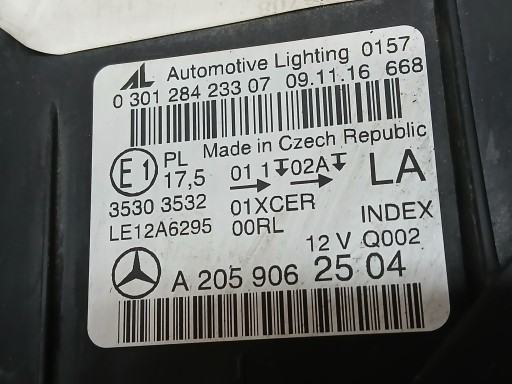 AL Automotive Lighting 0157
0 301 284 233 07 09.11.16 668
Made in Czech Republic
E1 PL 17,5 01 1 02A LA
3530 3532 01XCER INDEX
LE12A6295 00RL 12 V Q002
A 205 906 25 04